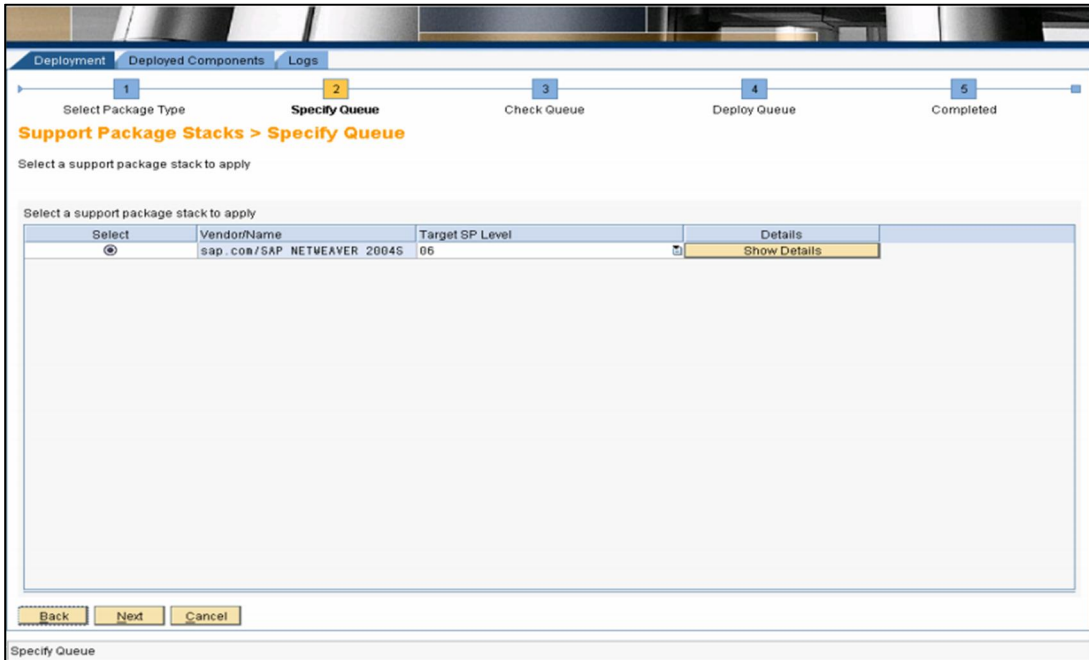 Deployment Deployed Components Logs
1 2 3 4 5
Select Package Type Specify Queue Check Queue Deploy Queue Completed
Support Package Stacks > Specify Queue
Select a support package stack to apply
Select a support package stack to apply
Select Vendor/Name Target SP Level Details
sap.com/SAP NETWEAVER 2004S 06 Show Details
Back Next Cancel
Specify Queue